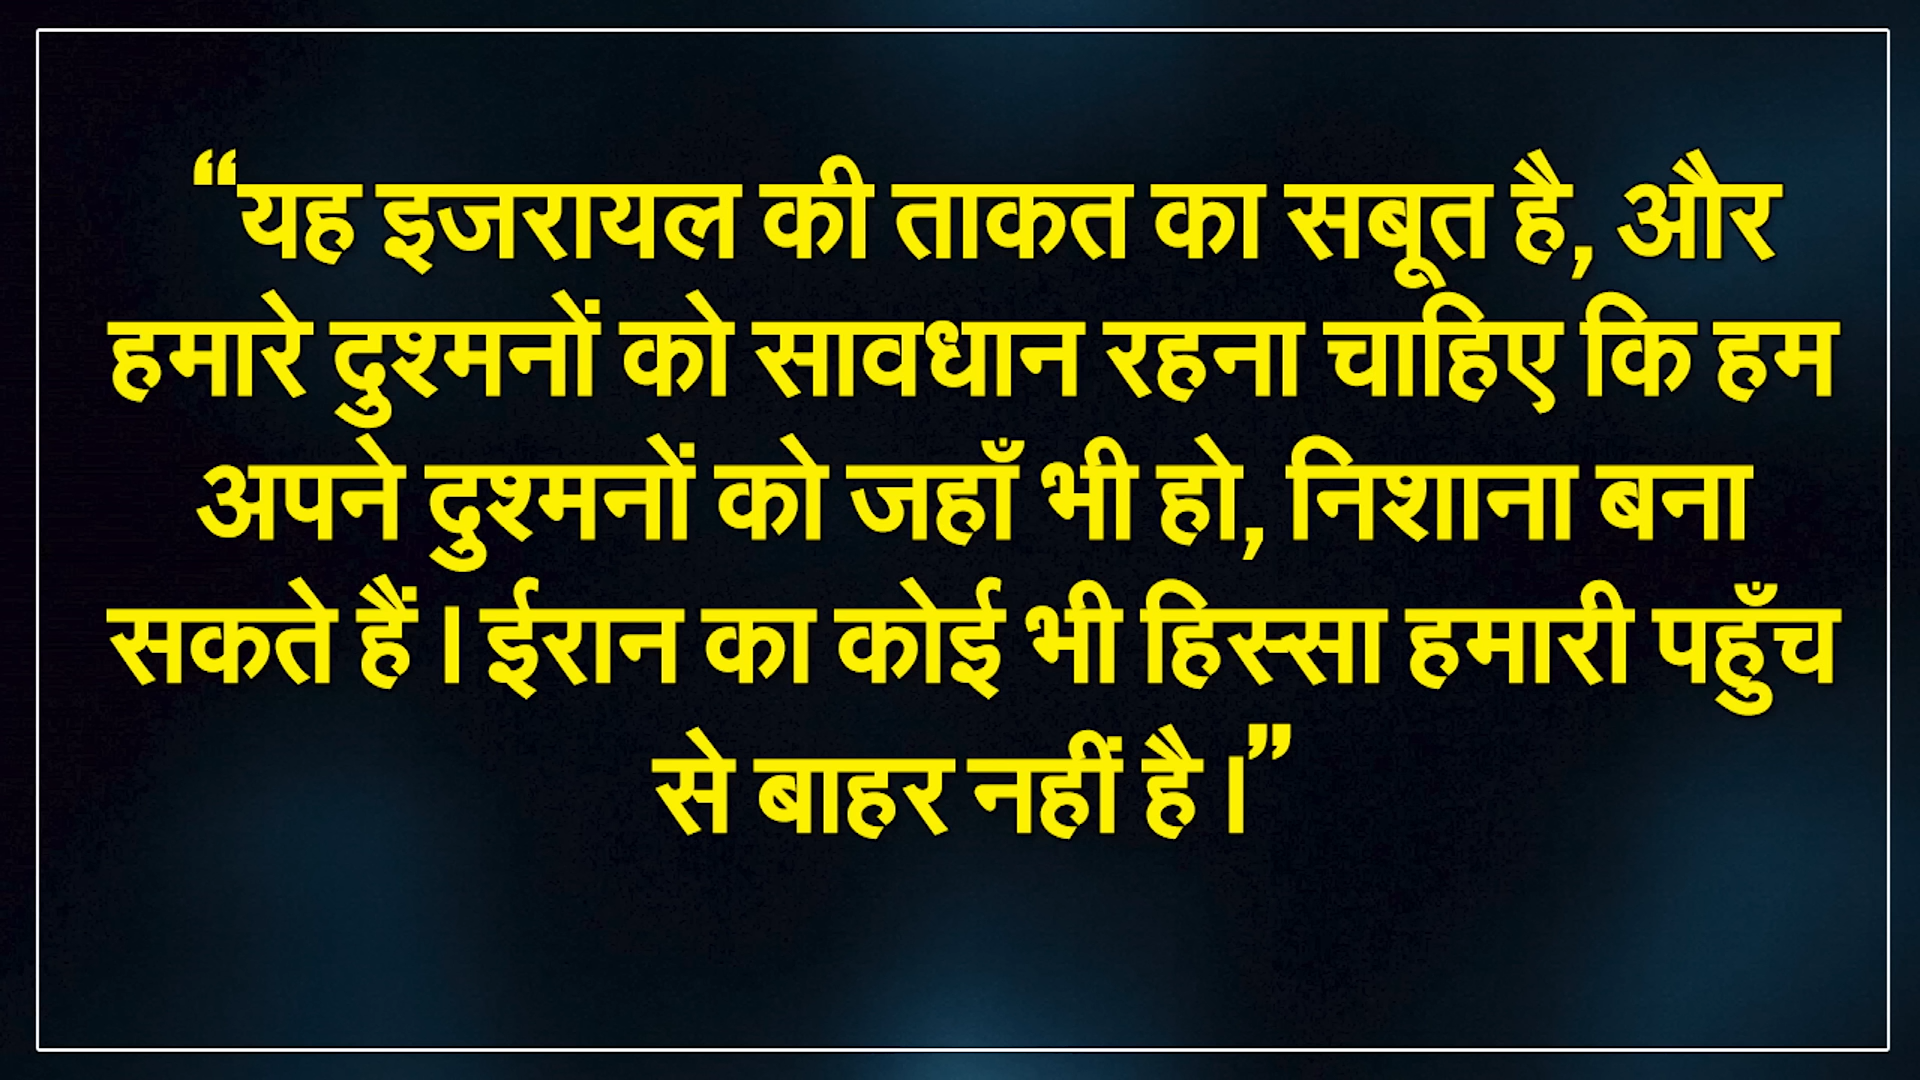 “यह इजरायल की ताकत का सबूत है, और
हमारे दुश्मनों को सावधान रहना चाहिए कि हम
अपने दुश्मनों को जहाँ भी हो, निशाना बना
सकते हैं। ईरान का कोई भी हिस्सा हमारी पहुँच
से बाहर नहीं है।”